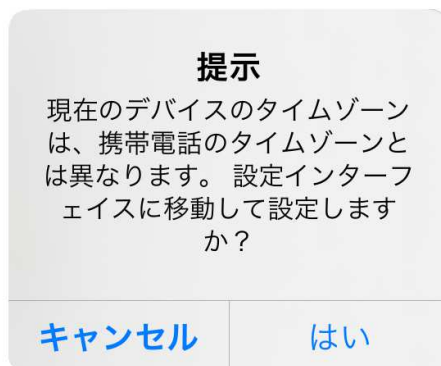 提示
現在のデバイスのタイムゾーン
は、携帯電話のタイムゾーンと
は異なります。 設定インターフ
ェイスに移動して設定します
か？
キャンセル
はい